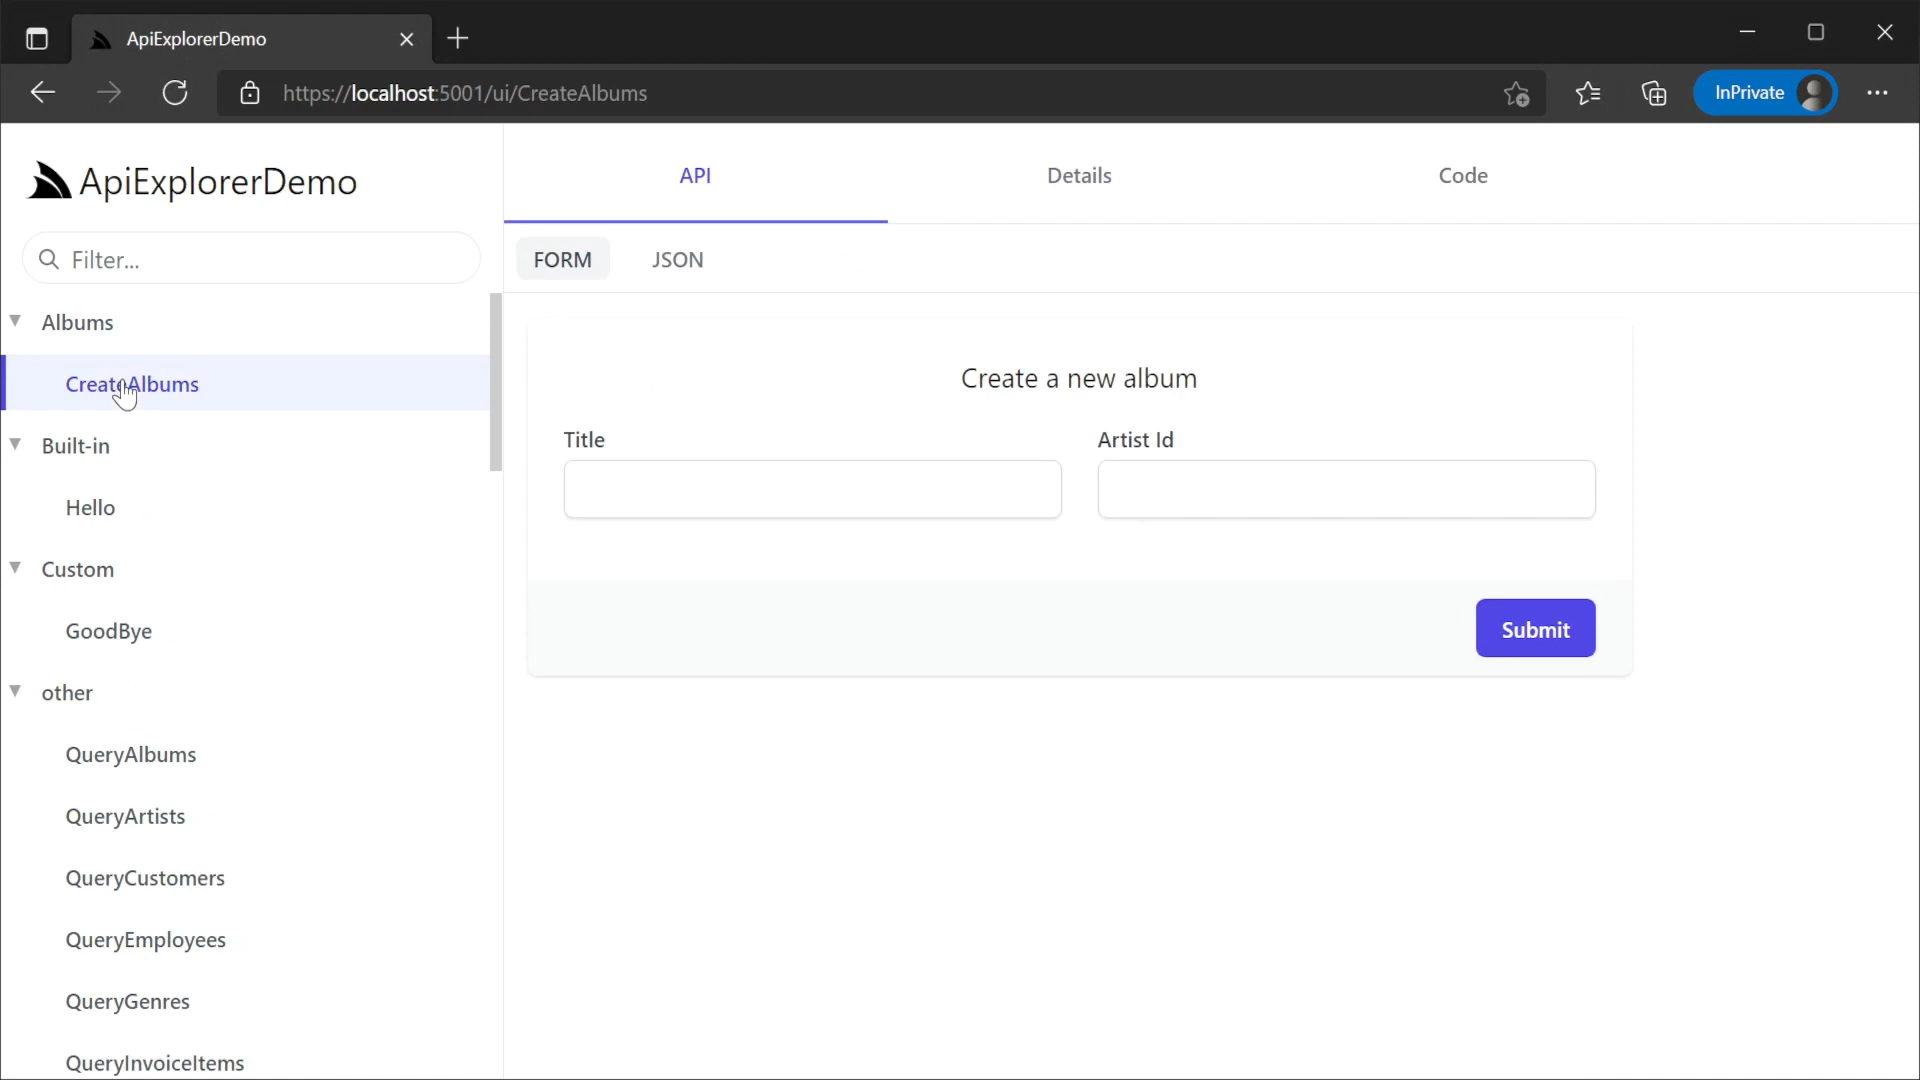 ApiExplorerDemo
https://localhost:5001/ui/CreateAlbums
InPrivate
ApiExplorerDemo
Filter...
Albums
CreateAlbums
Built-in
Hello
Custom
GoodBye
other
QueryAlbums
QueryArtists
QueryCustomers
QueryEmployees
QueryGenres
QueryInvoiceItems
API
Details
Code
FORM
JSON
Create a new album
Title
Artist Id
Submit